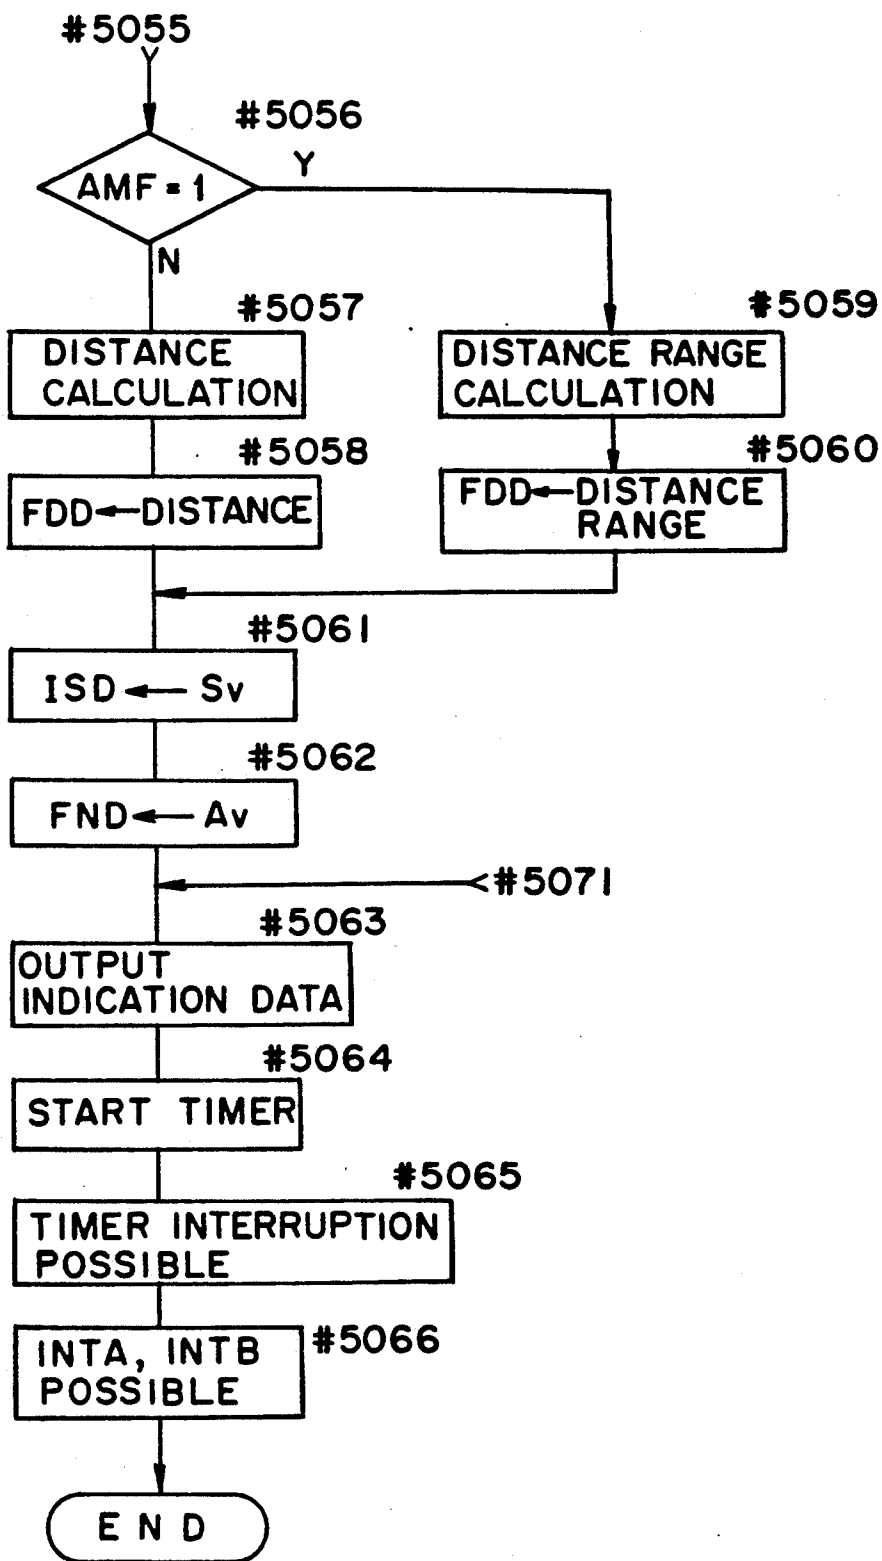 #5055
#5056
AMF = 1
Y
N
#5057
DISTANCE
CALCULATION
#5059
DISTANCE RANGE
CALCULATION
#5058
FDD←DISTANCE
#5060
FDD←DISTANCE
RANGE
#5061
ISD ← Sv
#5062
FND ← Av
#5071
#5063
OUTPUT
INDICATION DATA
#5064
START TIMER
#5065
TIMER INTERRUPTION
POSSIBLE
#5066
INTA, INTB
POSSIBLE
END